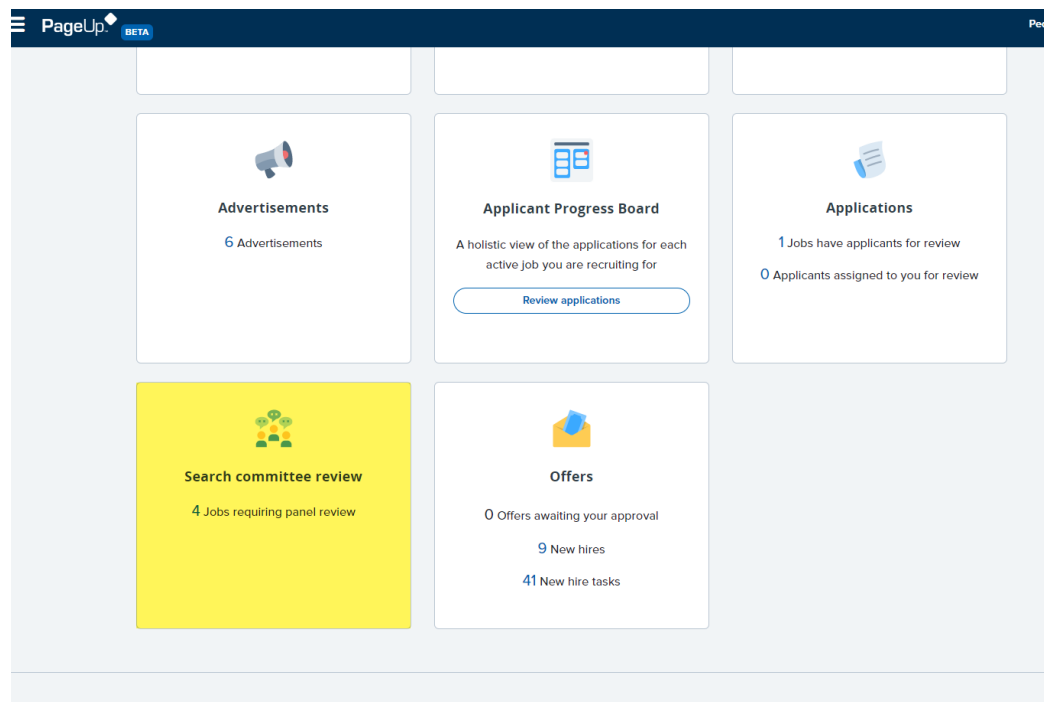 PageUp. BETA
Advertisements
6 Advertisements
Applicant Progress Board
A holistic view of the applications for each
active job you are recruiting for
Review applications
Applications
1 Jobs have applicants for review
0 Applicants assigned to you for review
Search committee review
4 Jobs requiring panel review
Offers
0 Offers awaiting your approval
9 New hires
41 New hire tasks